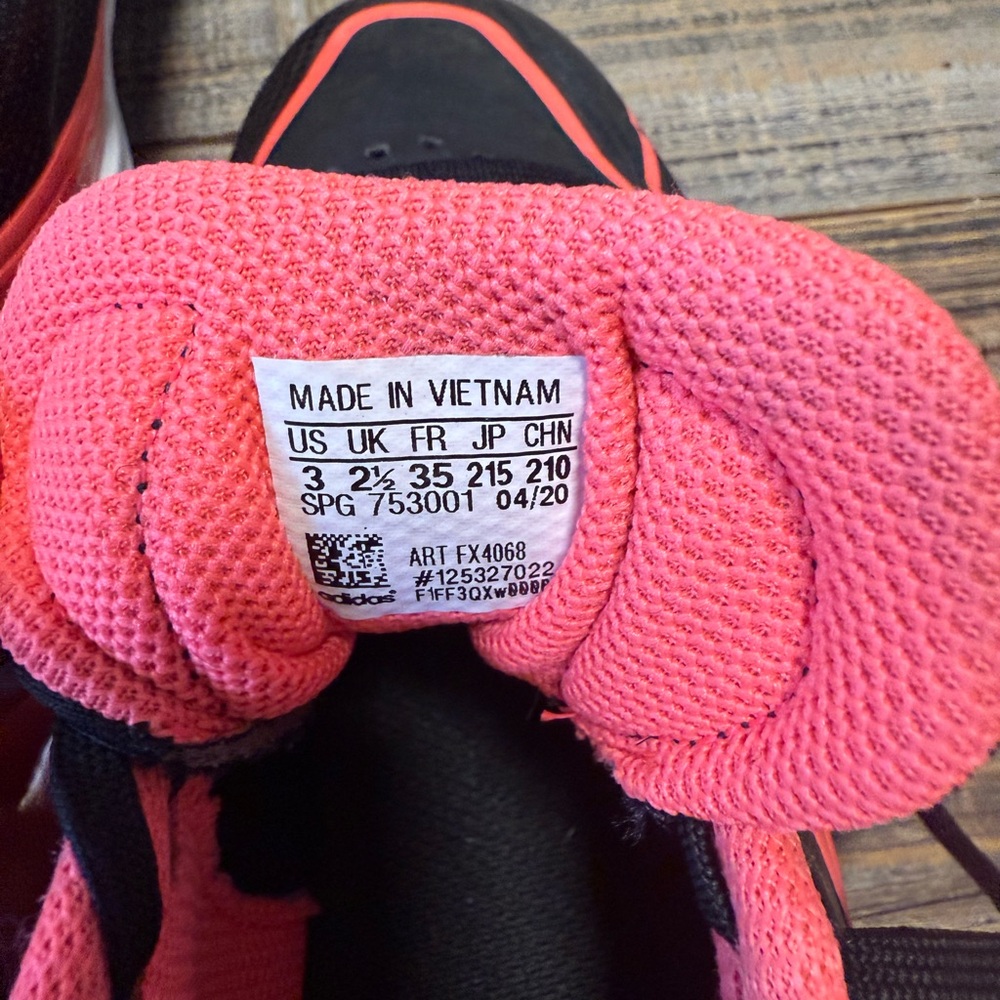 MADE IN VIETNAM
US UK FR JP CHN
3 2½ 35 215 210
SPG 753001 04/20
ART FX4068
#125327022
adidas